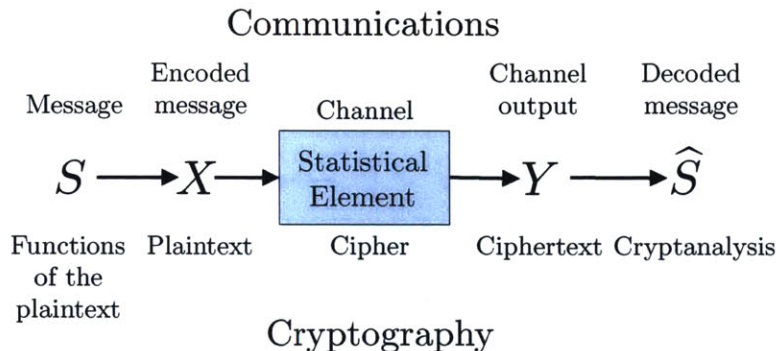 Communications
Message
Encoded
message
Channel
Channel
output
Decoded
message
S
X
Statistical
Element
Y
Ŝ
Functions
of the
plaintext
Plaintext
Cipher
Ciphertext
Cryptanalysis
Cryptography